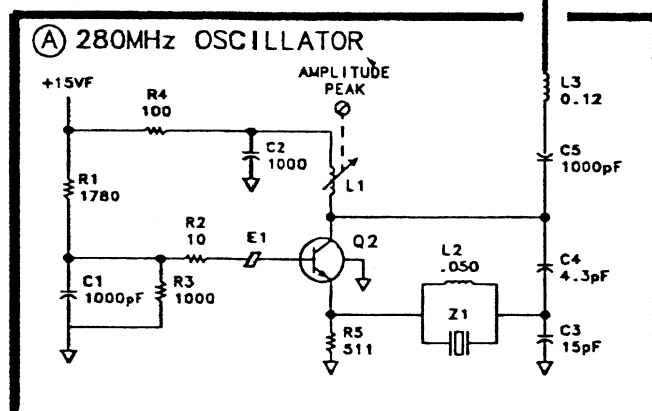 A 280MHz OSCILLATOR
AMPLITUDE
PEAK
+15VF
R4
100
L3
0.12
C2
1000
C5
1000pF
R1
1780
L1
R2
10
E1
Q2
L2
.050
C4
4.3pF
C1
1000pF
R3
1000
Z1
R5
511
C3
15pF